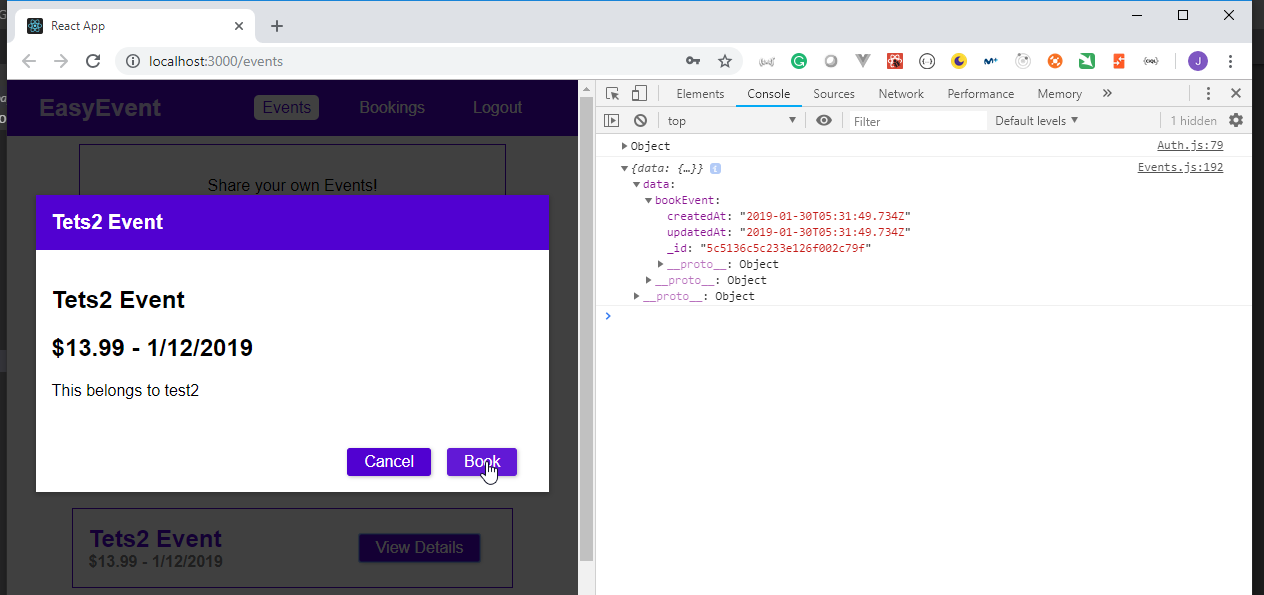 React App
localhost:3000/events
J
EasyEvent
Events
Bookings
Logout
Share your own Events!
Tets2 Event
Tets2 Event
$13.99 - 1/12/2019
This belongs to test2
Cancel
Book
Tets2 Event
$13.99 - 1/12/2019
View Details
Elements Console Sources Network Performance Memory »
top Filter Default levels 1 hidden
Object Auth.js:79
{data: {…}} Events.js:192
data:
bookEvent:
createdAt: "2019-01-30T05:31:49.734Z"
updatedAt: "2019-01-30T05:31:49.734Z"
_id: "5c5136c5c233e126f002c79f"
__proto__: Object
__proto__: Object
__proto__: Object